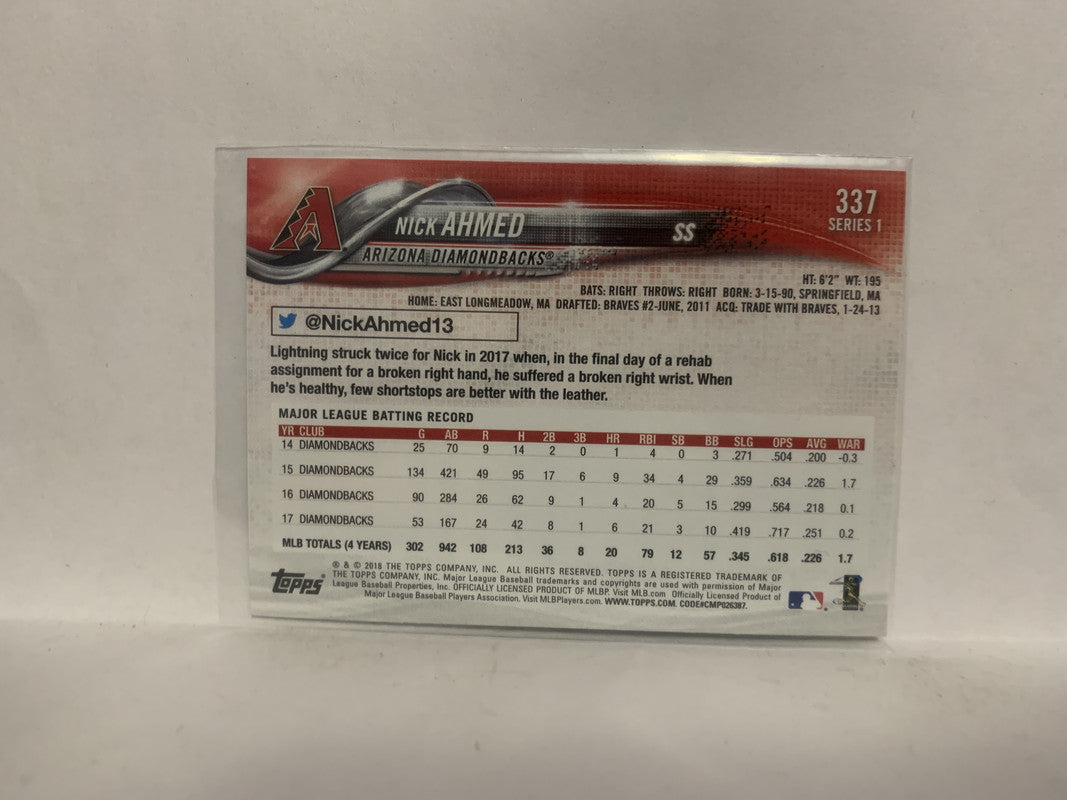 337
SERIES 1
NICK AHMED
SS
ARIZONA DIAMONDBACKS®
HT: 6'2" WT: 195
BATS: RIGHT THROWS: RIGHT BORN: 3-15-90, SPRINGFIELD, MA
HOME: EAST LONGMEADOW, MA DRAFTED: BRAVES #2-JUNE, 2011 ACQ: TRADE WITH BRAVES, 1-24-13
@NickAhmed13
Lightning struck twice for Nick in 2017 when, in the final day of a rehab
assignment for a broken right hand, he suffered a broken right wrist. When
he's healthy, few shortstops are better with the leather.
MAJOR LEAGUE BATTING RECORD
YR CLUB G AB R H 2B 3B HR RBI SB BB SLG OPS AVG WAR
14 DIAMONDBACKS 25 70 9 14 2 0 1 4 0 3 .271 .504 .200 -0.3
15 DIAMONDBACKS 134 421 49 95 17 6 9 34 4 29 .359 .634 .226 1.7
16 DIAMONDBACKS 90 284 26 62 9 1 4 20 5 15 .299 .564 .218 0.1
17 DIAMONDBACKS 53 167 24 42 8 1 6 21 3 10 .419 .717 .251 0.2
MLB TOTALS (4 YEARS) 302 942 108 213 36 8 20 79 12 57 .345 .618 .226 1.7
® & © 2018 THE TOPPS COMPANY, INC. ALL RIGHTS RESERVED. TOPPS IS A REGISTERED TRADEMARK OF
THE TOPPS COMPANY, INC. Major League Baseball trademarks and copyrights are used with permission of Major
League Baseball Properties, Inc. OFFICIALLY LICENSED PRODUCT OF MLBP. Visit MLB.com Officially Licensed Product of
Major League Baseball Players Association. Visit MLBPlayers.com. WWW.TOPPS.COM. CODE#CMP026387.
Topps